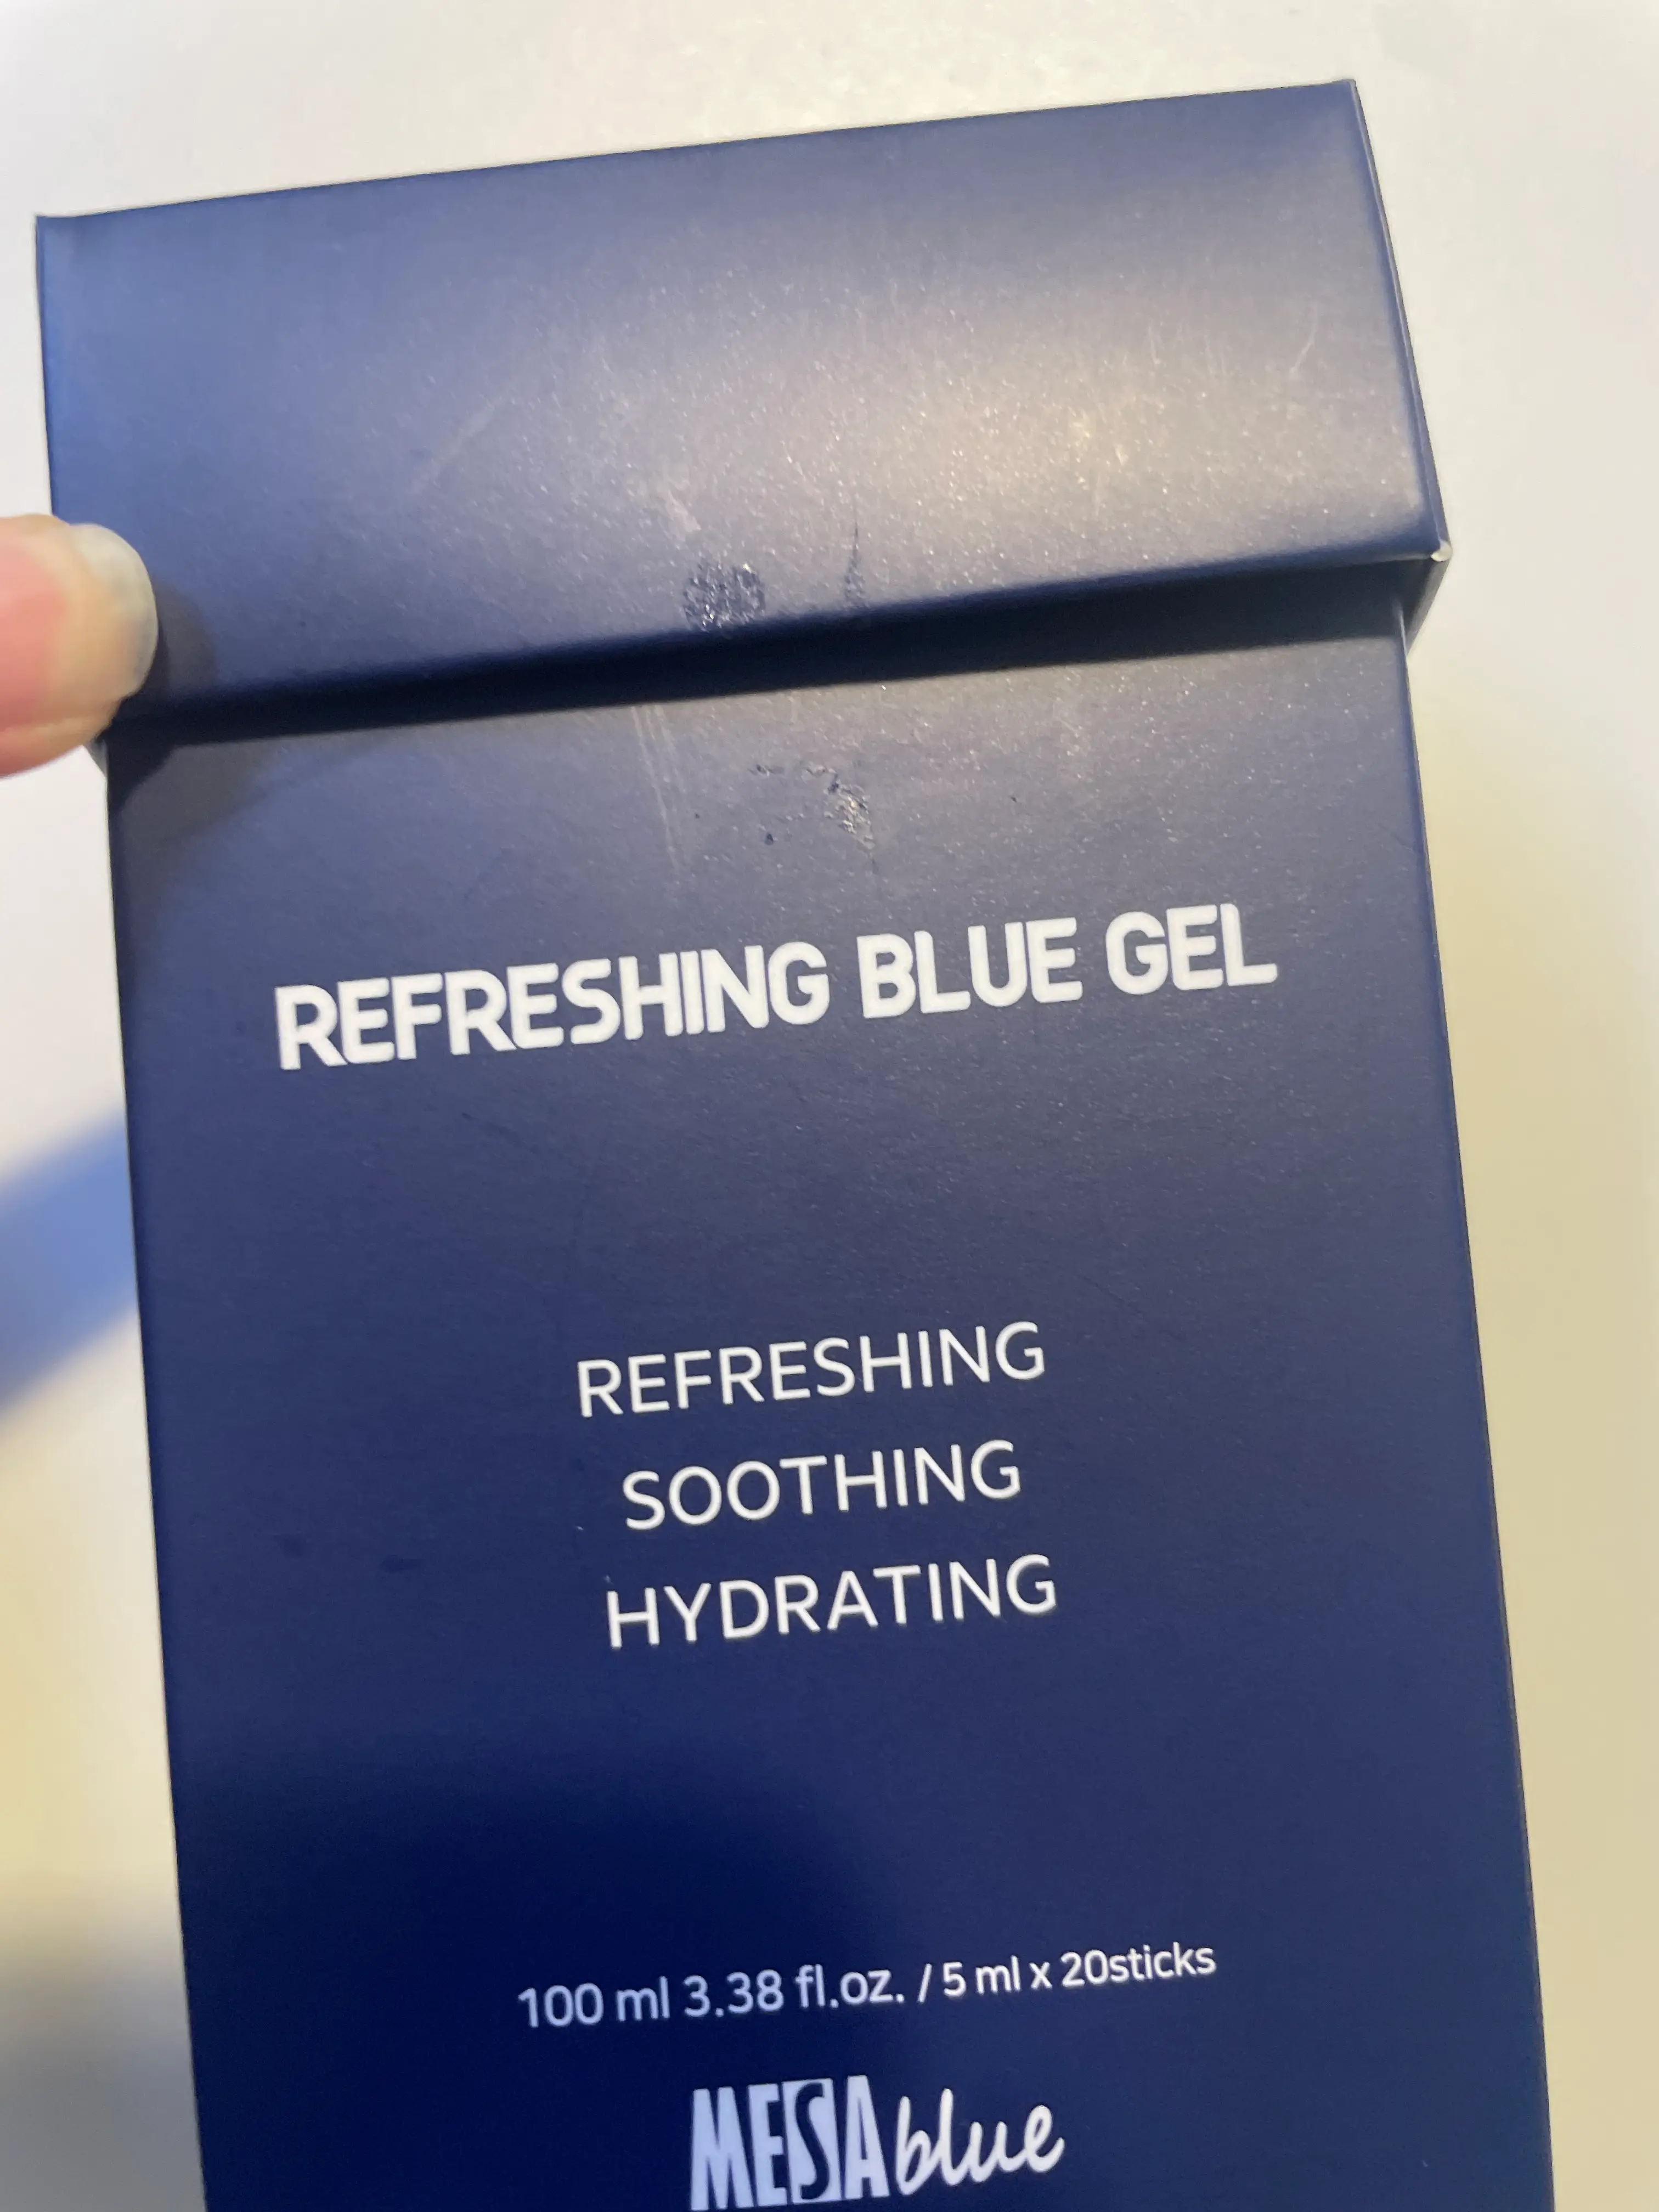 REFRESHING BLUE GEL
REFRESHING
SOOTHING
HYDRATING
100 ml 3.38 fl.oz. / 5 ml x 20sticks
MESAblue